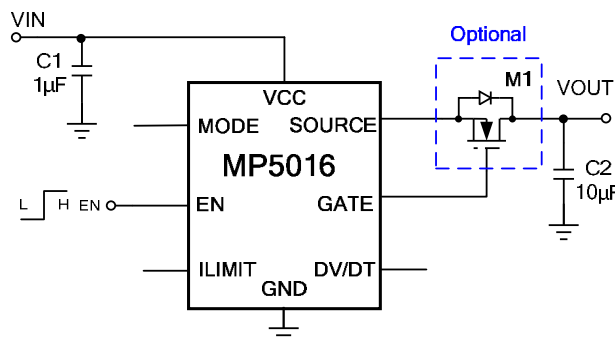 VIN
Optional
C1
1µF
M1
VOUT
VCC
MODE
SOURCE
MP5016
C2
10µF
L
H
EN
EN
GATE
ILIMIT
DV/DT
GND